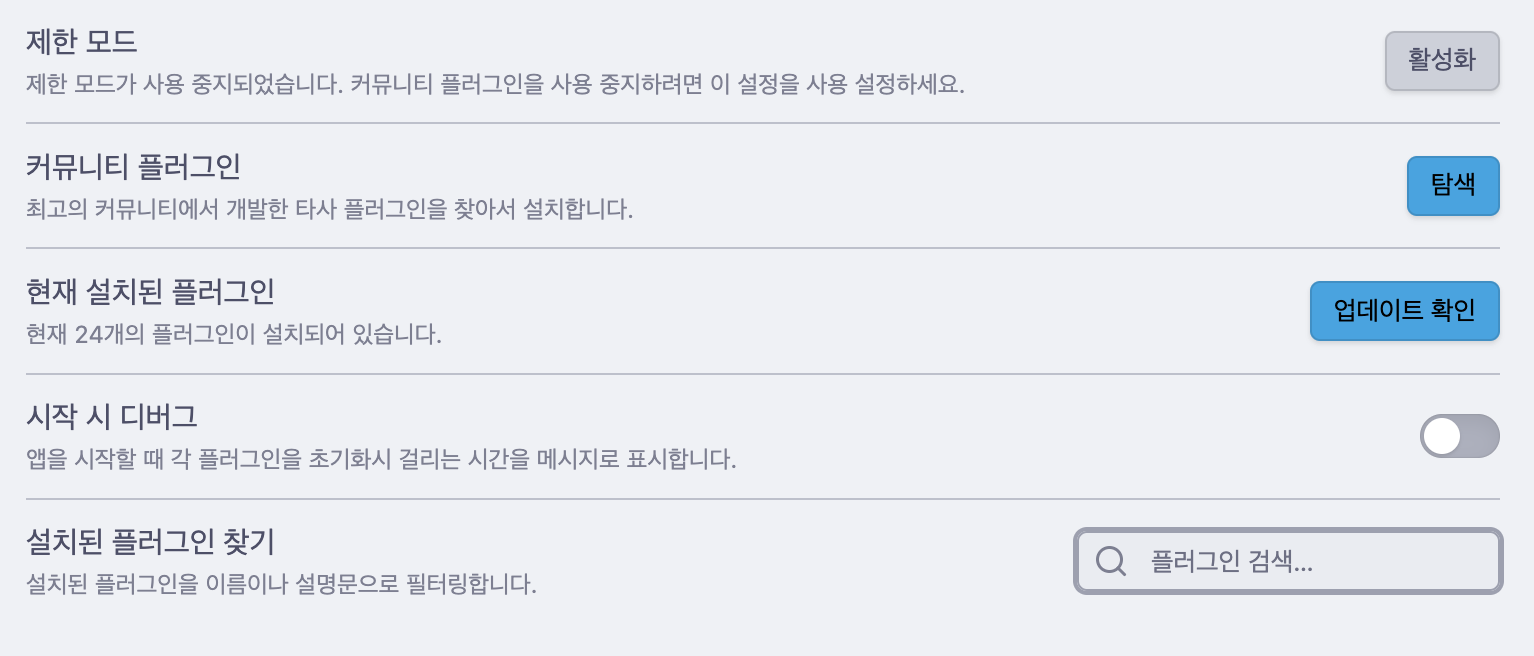 제한 모드
제한 모드가 사용 중지되었습니다. 커뮤니티 플러그인을 사용 중지하려면 이 설정을 사용 설정하세요.
활성화
커뮤니티 플러그인
최고의 커뮤니티에서 개발한 타사 플러그인을 찾아서 설치합니다.
탐색
현재 설치된 플러그인
현재 24개의 플러그인이 설치되어 있습니다.
업데이트 확인
시작 시 디버그
앱을 시작할 때 각 플러그인을 초기화시 걸리는 시간을 메시지로 표시합니다.
설치된 플러그인 찾기
설치된 플러그인을 이름이나 설명문으로 필터링합니다.
플러그인 검색...